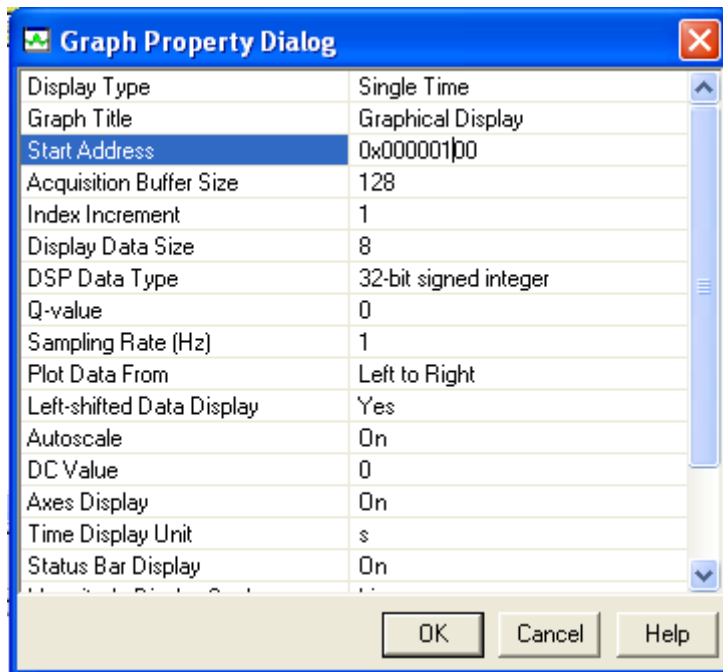 Graph Property Dialog
Display Type Single Time
Graph Title Graphical Display
Start Address 0x00000100
Acquisition Buffer Size 128
Index Increment 1
Display Data Size 8
DSP Data Type 32-bit signed integer
Q-value 0
Sampling Rate (Hz) 1
Plot Data From Left to Right
Left-shifted Data Display Yes
Autoscale On
DC Value 0
Axes Display On
Time Display Unit s
Status Bar Display On
OK Cancel Help